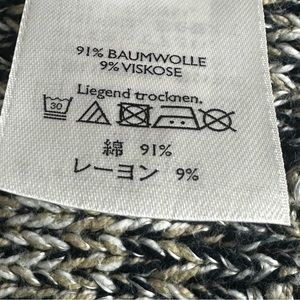 91% BAUMWOLLE
9% VISKOSE
Liegend trocknen.
30
綿 91%
レーヨン 9%